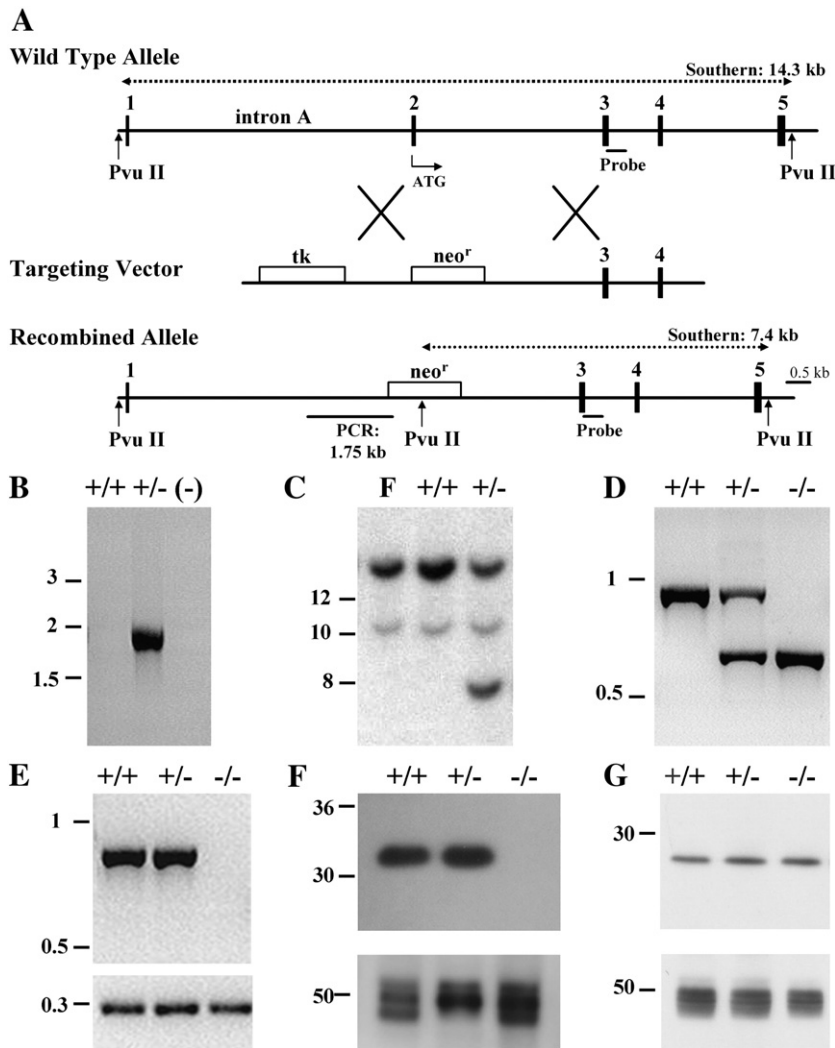 A
Wild Type Allele
Southern: 14.3 kb
1 2 3 4 5
intron A
Pvu II ATG Probe Pvu II
Targeting Vector
tk neoʳ 3 4
Recombined Allele
Southern: 7.4 kb
1 neoʳ 3 4 5 0.5 kb
Pvu II PCR: 1.75 kb Pvu II Probe Pvu II
B +/+ +/- (-)
3
2
1.5
C F +/+ +/-
12
10
8
D +/+ +/- -/-
1
0.5
E +/+ +/- -/-
1
0.5
0.3
F +/+ +/- -/-
36
30
50
G +/+ +/- -/-
30
50